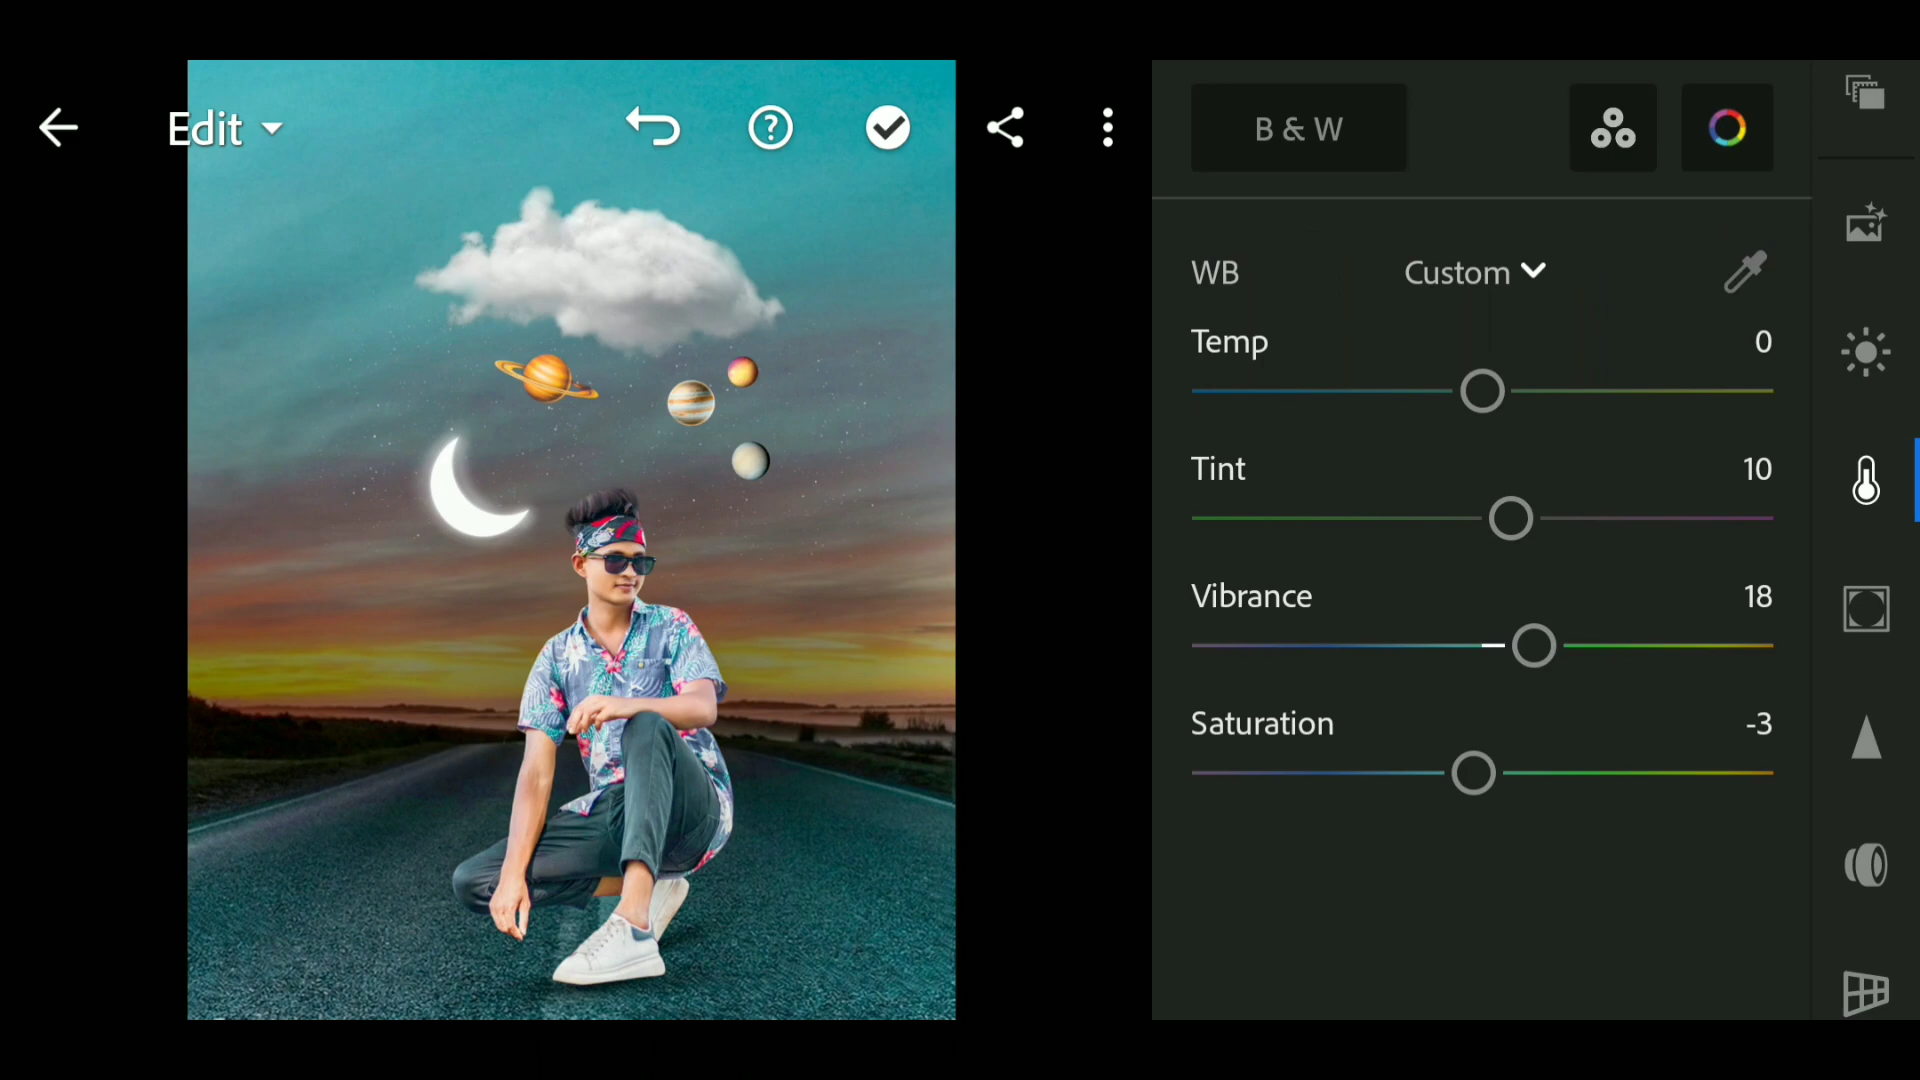 Edit
B & W
WB Custom
Temp 0
Tint 10
Vibrance 18
Saturation -3